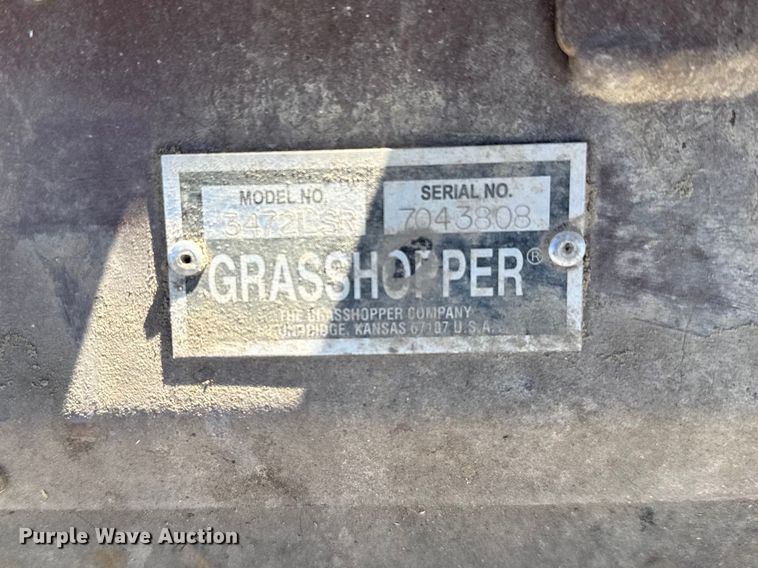 MODEL NO.
SERIAL NO.
3472LSR
7043808
GRASSHOPPER®
THE GRASSHOPPER COMPANY
KANSAS 67107 U.S.A.
Purple Wave Auction